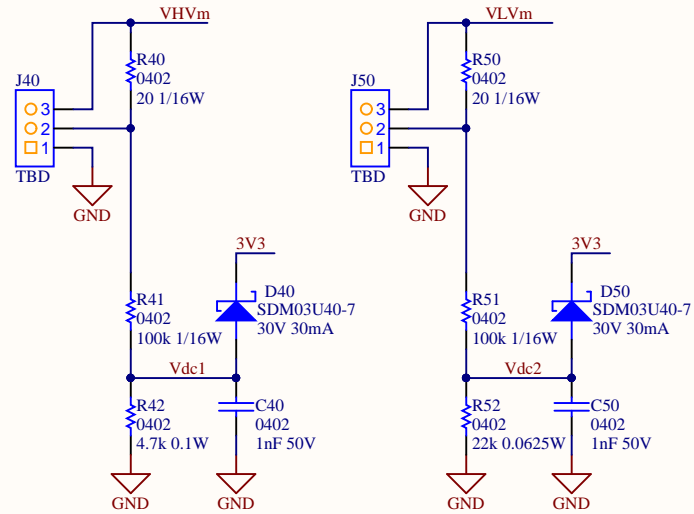 VHVm
R40
0402
20 1/16W
J40
3
2
1
TBD
GND
3V3
D40
SDM03U40-7
30V 30mA
R41
0402
100k 1/16W
Vdc1
R42
0402
4.7k 0.1W
C40
0402
1nF 50V
GND
GND
VLVm
R50
0402
20 1/16W
J50
3
2
1
TBD
GND
3V3
D50
SDM03U40-7
30V 30mA
R51
0402
100k 1/16W
Vdc2
R52
0402
22k 0.0625W
C50
0402
1nF 50V
GND
GND